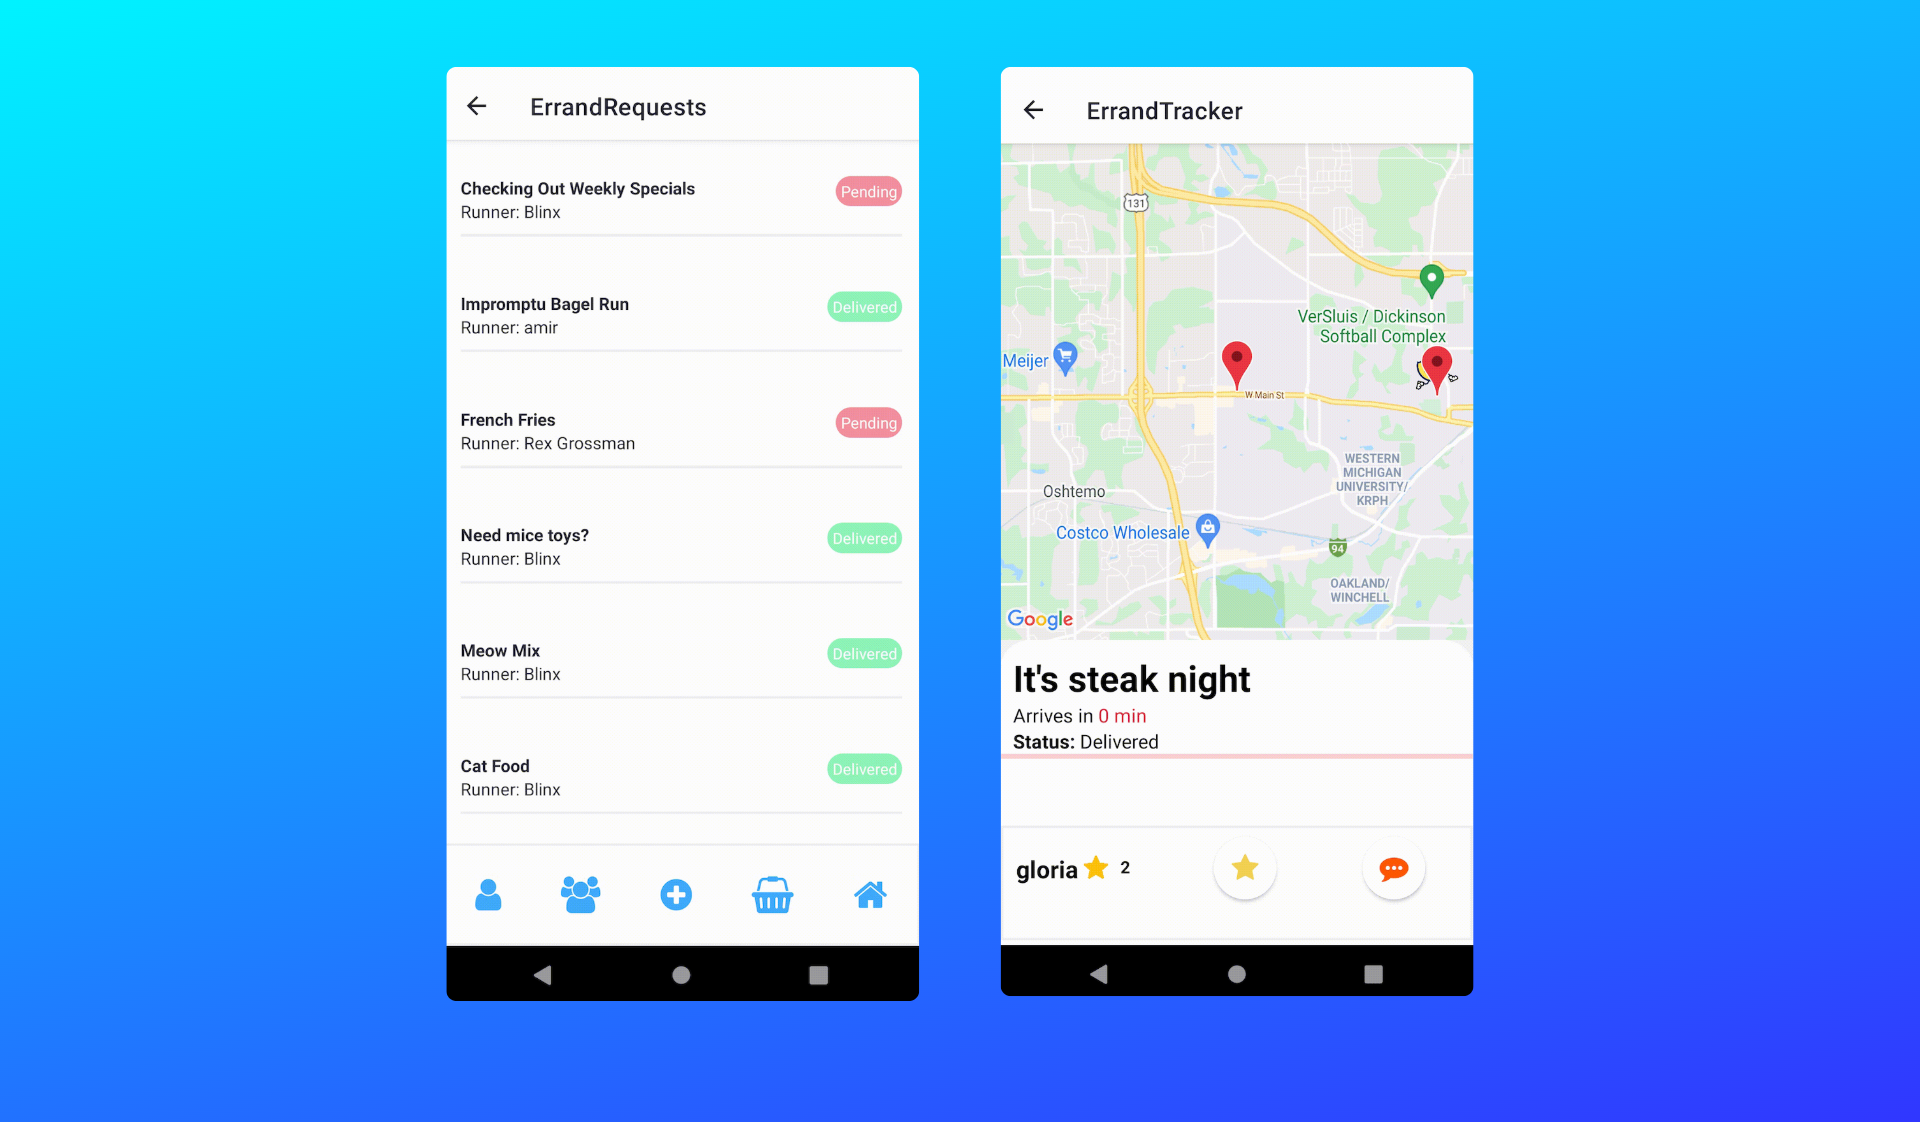 ErrandRequests
Checking Out Weekly Specials
Pending
Runner: Blinx
Impromptu Bagel Run
Delivered
Runner: amir
French Fries
Pending
Runner: Rex Grossman
Need mice toys?
Delivered
Runner: Blinx
Meow Mix
Delivered
Runner: Blinx
Cat Food
Delivered
Runner: Blinx
ErrandTracker
131
VerSluis / Dickinson
Softball Complex
Meijer
W Main St
WESTERN
MICHIGAN
UNIVERSITY/
KRPH
Oshtemo
Costco Wholesale
94
OAKLAND/
WINCHELL
Google
It's steak night
Arrives in 0 min
Status: Delivered
gloria 2